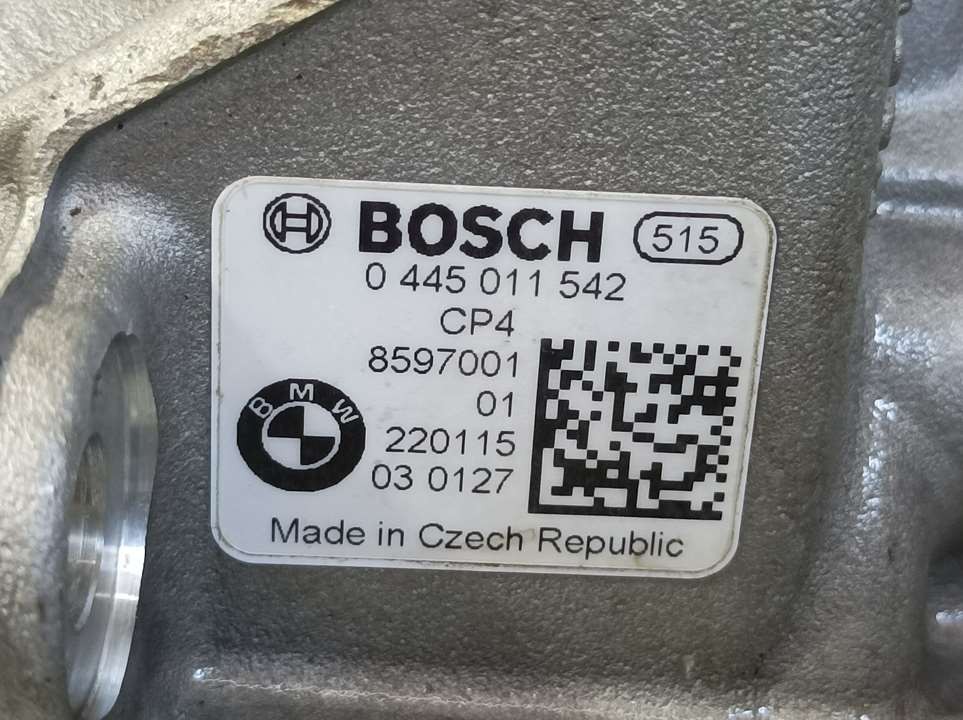 BOSCH 515
0 445 011 542
CP4
8597001
01
BMW
220115
03 0127
Made in Czech Republic